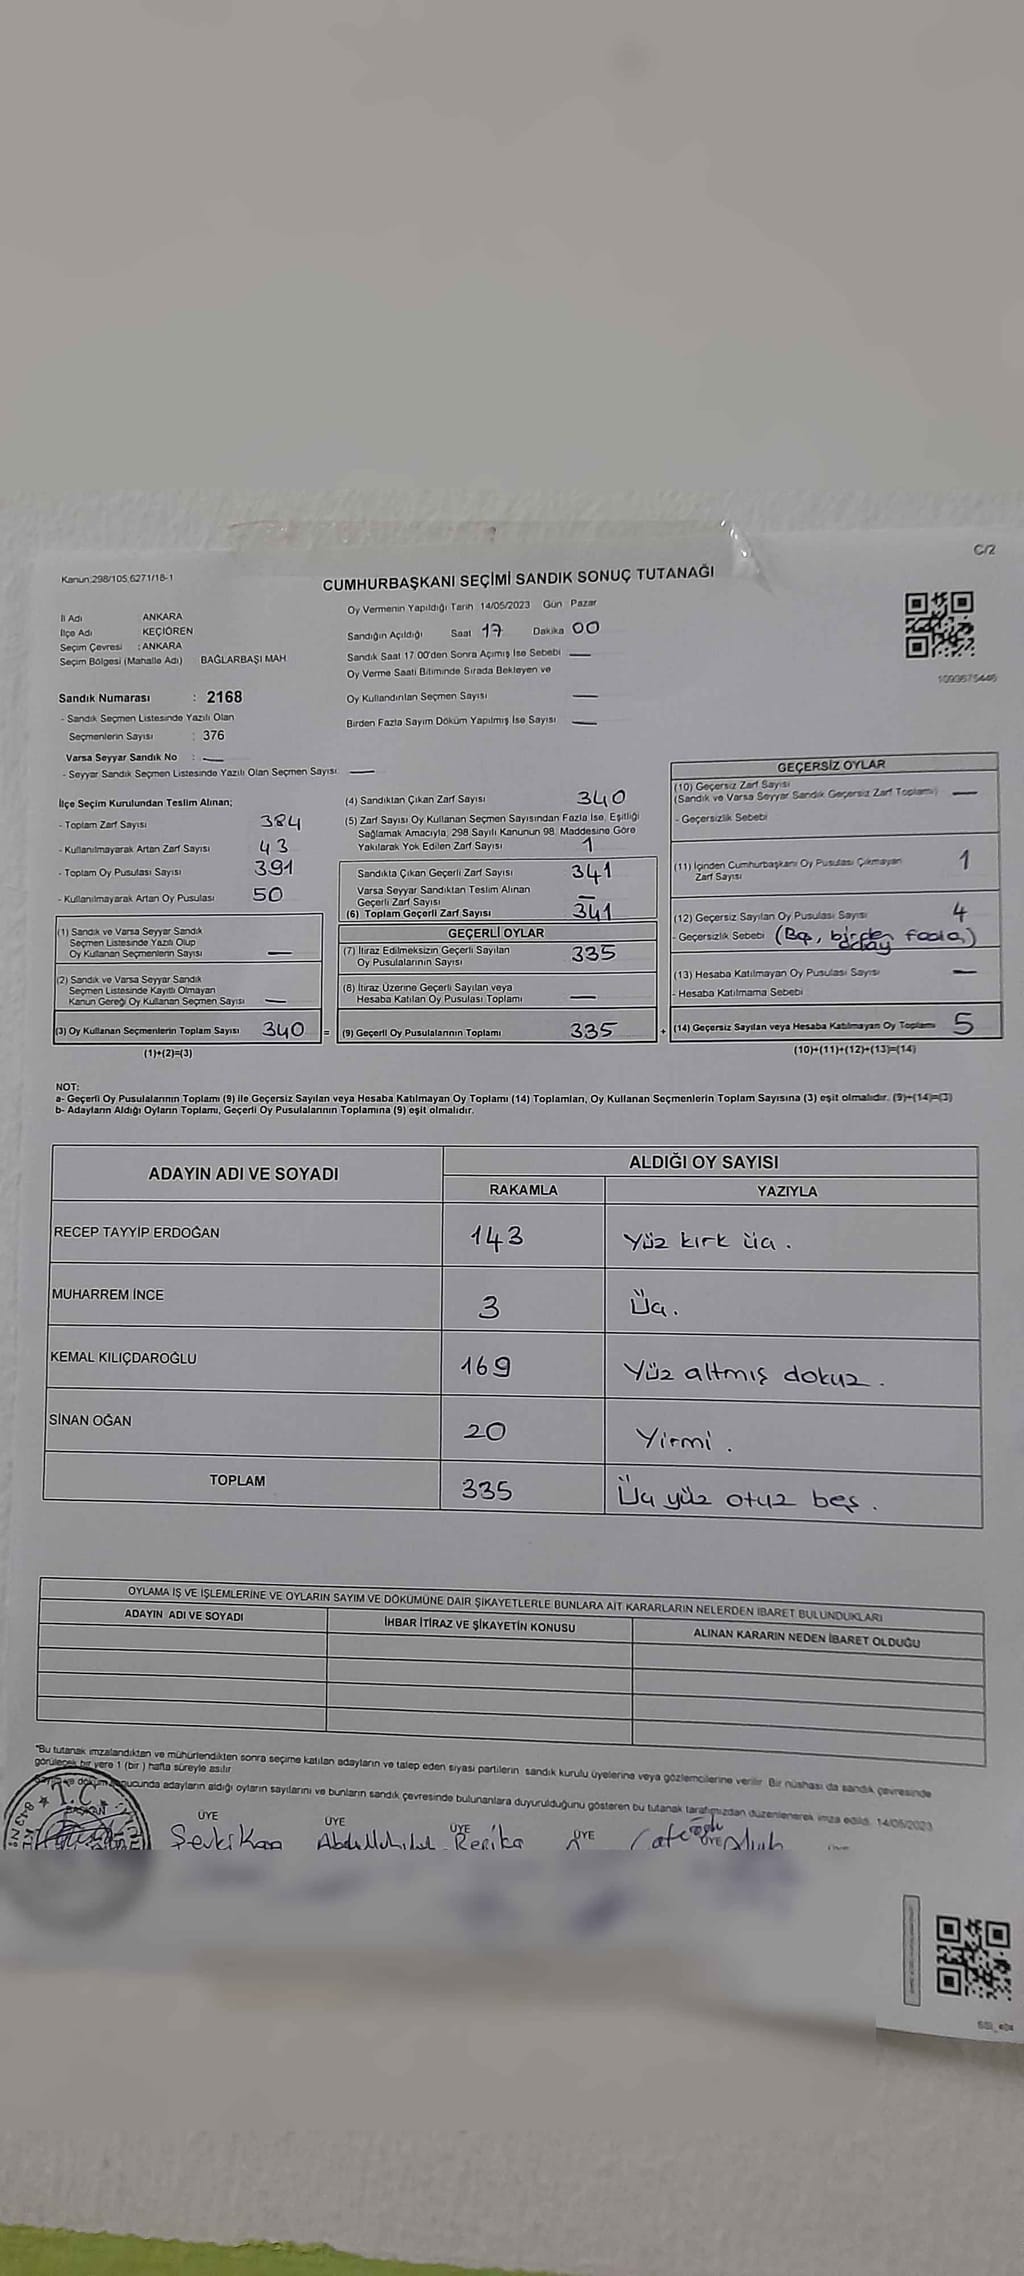 C/2
Kanun:298/105,6271/18-1
CUMHURBAŞKANI SEÇİMİ SANDIK SONUÇ TUTANAĞI
1093675446
İl Adı ANKARA
İlçe Adı KEÇİÖREN
Seçim Çevresi : ANKARA
Seçim Bölgesi (Mahalle Adı) BAĞLARBAŞI MAH
Sandık Numarası : 2168
- Sandık Seçmen Listesinde Yazılı Olan
Seçmenlerin Sayısı : 376
Varsa Seyyar Sandık No : —
- Seyyar Sandık Seçmen Listesinde Yazılı Olan Seçmen Sayısı —
Oy Vermenin Yapıldığı Tarih 14/05/2023 Gün Pazar
Sandığın Açıldığı Saat 17 Dakika 00
Sandık Saat 17:00'den Sonra Açılmış İse Sebebi —
Oy Verme Saati Bitiminde Sırada Bekleyen ve
Oy Kullandırılan Seçmen Sayısı —
Birden Fazla Sayım Döküm Yapılmış İse Sayısı —
İlçe Seçim Kurulundan Teslim Alınan;
- Toplam Zarf Sayısı 384
- Kullanılmayarak Artan Zarf Sayısı 43
- Toplam Oy Pusulası Sayısı 391
- Kullanılmayarak Artan Oy Pusulası 50
(1) Sandık ve Varsa Seyyar Sandık
Seçmen Listesinde Yazılı Olup
Oy Kullanan Seçmenlerin Sayısı —
(2) Sandık ve Varsa Seyyar Sandık
Seçmen Listesinde Kayıtlı Olmayan
Kanun Gereği Oy Kullanan Seçmen Sayısı —
(3) Oy Kullanan Seçmenlerin Toplam Sayısı 340 =
(1)+(2)=(3)
(4) Sandıktan Çıkan Zarf Sayısı 340
(5) Zarf Sayısı Oy Kullanan Seçmen Sayısından Fazla İse, Eşitliği
Sağlamak Amacıyla, 298 Sayılı Kanunun 98. Maddesine Göre
Yakılarak Yok Edilen Zarf Sayısı 1
Sandıkta Çıkan Geçerli Zarf Sayısı 341
Varsa Seyyar Sandıktan Teslim Alınan
Geçerli Zarf Sayısı —
(6) Toplam Geçerli Zarf Sayısı 341
GEÇERLİ OYLAR
(7) İtiraz Edilmeksizin Geçerli Sayılan
Oy Pusulalarının Sayısı 335
(8) İtiraz Üzerine Geçerli Sayılan veya
Hesaba Katılan Oy Pusulası Toplamı —
(9) Geçerli Oy Pusulalarının Toplamı 335 +
GEÇERSİZ OYLAR
(10) Geçersiz Zarf Sayısı
(Sandık ve Varsa Seyyar Sandık Geçersiz Zarf Toplamı) —
- Geçersizlik Sebebi
(11) İçinden Cumhurbaşkanı Oy Pusulası Çıkmayan
Zarf Sayısı 1
(12) Geçersiz Sayılan Oy Pusulası Sayısı 4
- Geçersizlik Sebebi (Boş, birden fazla aday)
(13) Hesaba Katılmayan Oy Pusulası Sayısı —
- Hesaba Katılmama Sebebi
(14) Geçersiz Sayılan veya Hesaba Katılmayan Oy Toplamı 5
(10)+(11)+(12)+(13)=(14)
NOT:
a- Geçerli Oy Pusulalarının Toplamı (9) ile Geçersiz Sayılan veya Hesaba Katılmayan Oy Toplamı (14) Toplamları, Oy Kullanan Seçmenlerin Toplam Sayısına (3) eşit olmalıdır. (9)+(14)=(3)
b- Adayların Aldığı Oyların Toplamı, Geçerli Oy Pusulalarının Toplamına (9) eşit olmalıdır.
ADAYIN ADI VE SOYADI ALDIĞI OY SAYISI
RAKAMLA YAZIYLA
RECEP TAYYİP ERDOĞAN 143 Yüz kırk üç.
MUHARREM İNCE 3 Üç.
KEMAL KILIÇDAROĞLU 169 Yüz altmış dokuz.
SİNAN OĞAN 20 Yirmi.
TOPLAM 335 Üç yüz otuz beş.
OYLAMA İŞ VE İŞLEMLERİNE VE OYLARIN SAYIM VE DÖKÜMÜNE DAİR ŞİKAYETLERLE BUNLARA AİT KARARLARIN NELERDEN İBARET BULUNDUKLARI
ADAYIN ADI VE SOYADI İHBAR İTİRAZ VE ŞİKAYETİN KONUSU ALINAN KARARIN NEDEN İBARET OLDUĞU
"Bu tutanak imzalandıktan ve mühürlendikten sonra seçime katılan adayların ve talep eden siyasi partilerin, sandık kurulu üyelerine veya gözlemcilerine verilir. Bir nüshası da sandık çevresinde
görülecek bir yere 1 (bir) hafta süreyle asılır.
Sayım ve döküm sonucunda adayların aldığı oyların sayılarını ve bunların sandık çevresinde bulunanlara duyurulduğunu gösteren bu tutanak tarafımızdan düzenlenerek imza edildi. 14/05/2023
T.C.
BAŞKAN ÜYE ÜYE ÜYE ÜYE ÜYE